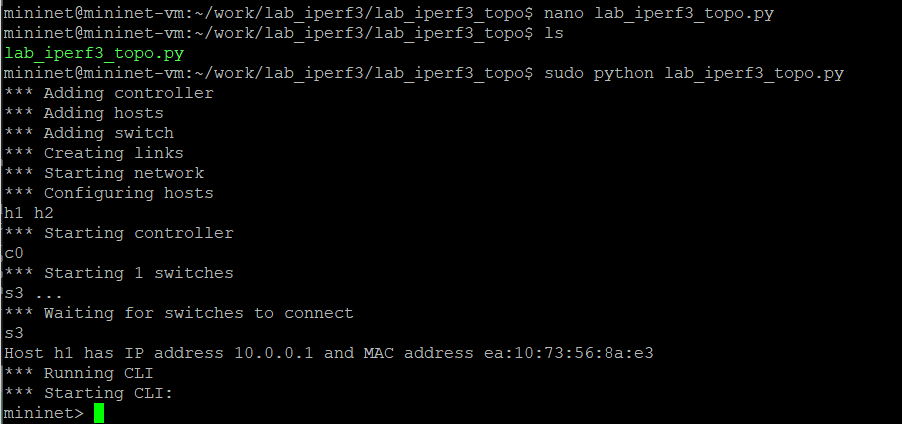 mininet@mininet-vm:~/work/lab_iperf3/lab_iperf3_topo$ nano lab_iperf3_topo.py
mininet@mininet-vm:~/work/lab_iperf3/lab_iperf3_topo$ ls
lab_iperf3_topo.py
mininet@mininet-vm:~/work/lab_iperf3/lab_iperf3_topo$ sudo python lab_iperf3_topo.py
*** Adding controller
*** Adding hosts
*** Adding switch
*** Creating links
*** Starting network
*** Configuring hosts
h1 h2
*** Starting controller
c0
*** Starting 1 switches
s3 ...
*** Waiting for switches to connect
s3
Host h1 has IP address 10.0.0.1 and MAC address ea:10:73:56:8a:e3
*** Running CLI
*** Starting CLI:
mininet>